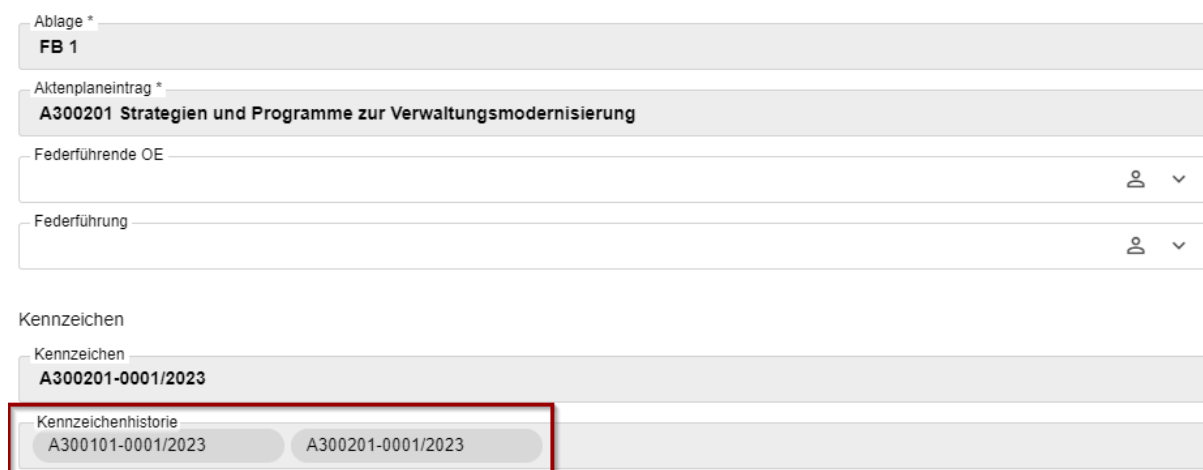 Ablage *
FB 1
Aktenplaneintrag *
A300201 Strategien und Programme zur Verwaltungsmodernisierung
Federführende OE
Federführung
Kennzeichen
Kennzeichen
A300201-0001/2023
Kennzeichenhistorie
A300101-0001/2023 A300201-0001/2023